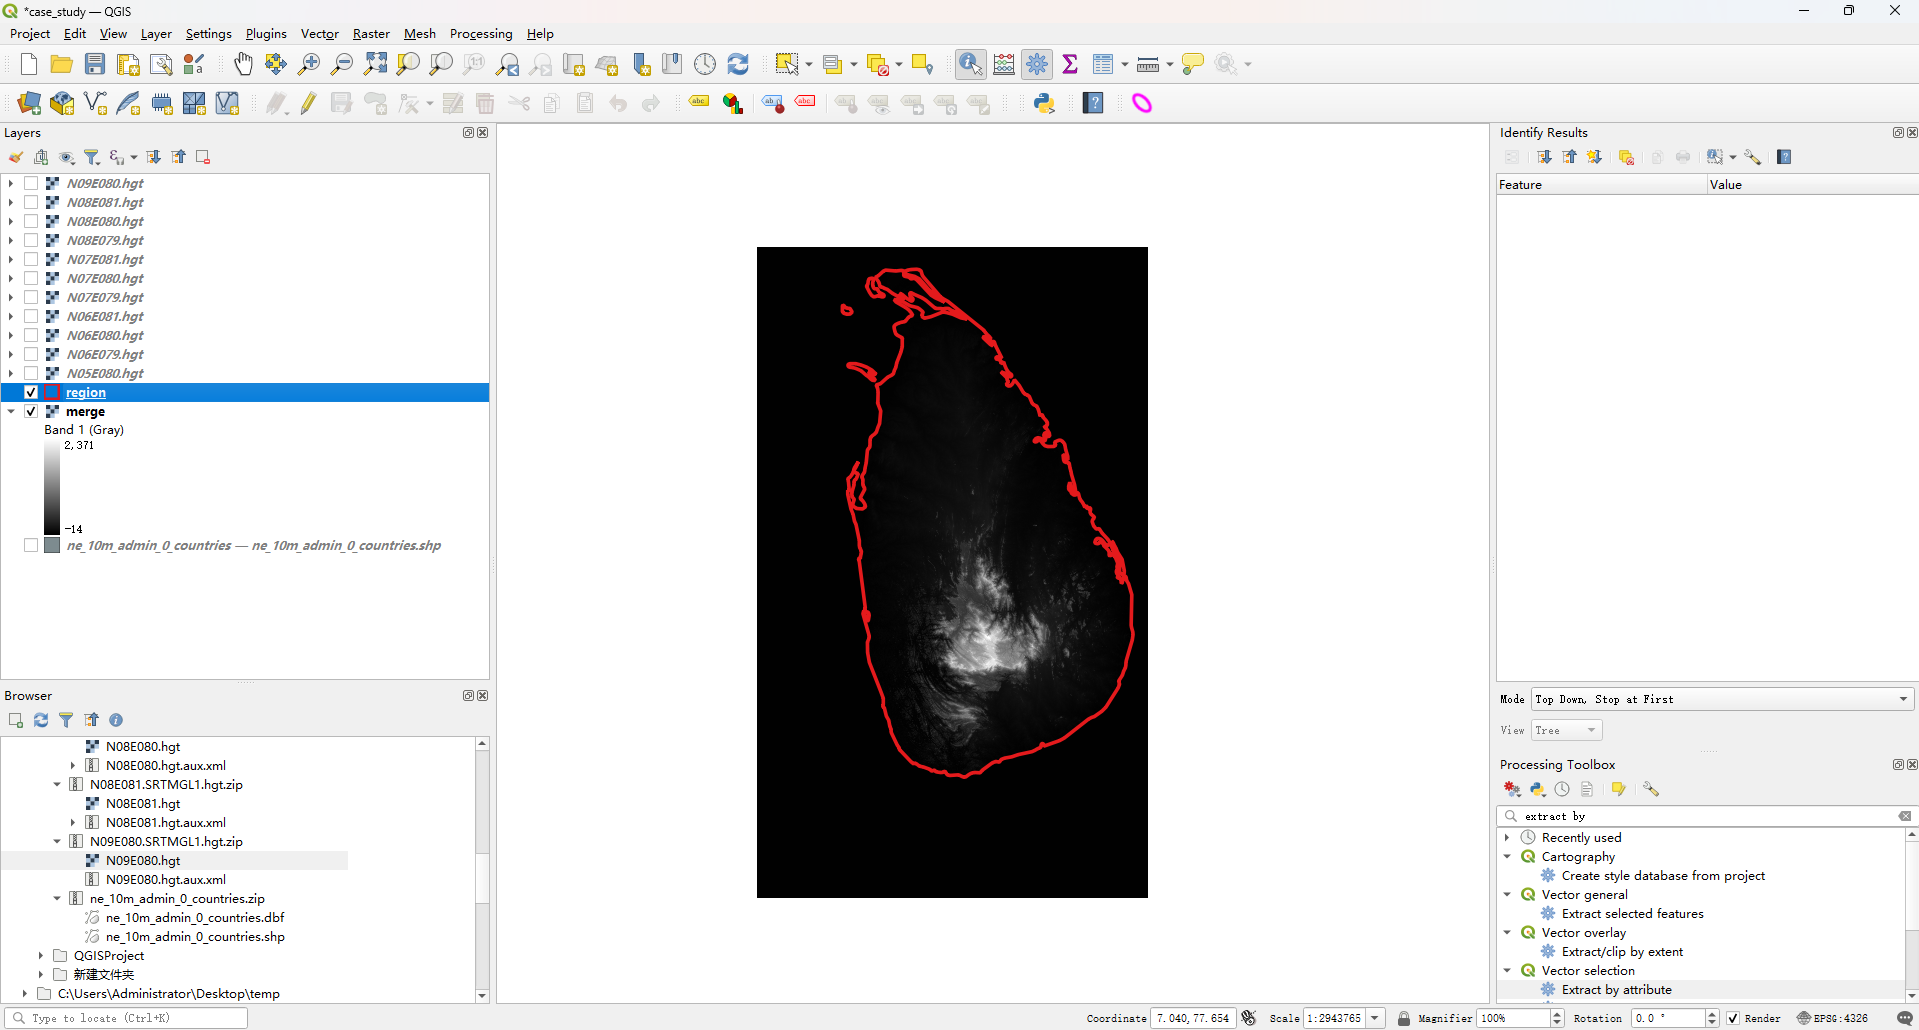 *case_study — QGIS
Project Edit View Layer Settings Plugins Vector Raster Mesh Processing Help
Layers
N09E080.hgt
N08E081.hgt
N08E080.hgt
N08E079.hgt
N07E081.hgt
N07E080.hgt
N07E079.hgt
N06E081.hgt
N06E080.hgt
N06E079.hgt
N05E080.hgt
region
merge
Band 1 (Gray)
2,371
-14
ne_10m_admin_0_countries — ne_10m_admin_0_countries.shp
Browser
N08E080.hgt
N08E080.hgt.aux.xml
N08E081.SRTMGL1.hgt.zip
N08E081.hgt
N08E081.hgt.aux.xml
N09E080.SRTMGL1.hgt.zip
N09E080.hgt
N09E080.hgt.aux.xml
ne_10m_admin_0_countries.zip
ne_10m_admin_0_countries.dbf
ne_10m_admin_0_countries.shp
QGISProject
新建文件夹
C:\Users\Administrator\Desktop\temp
Identify Results
Feature Value
Mode Top Down, Stop at First
View Tree
Processing Toolbox
extract by
Recently used
Cartography
Create style database from project
Vector general
Extract selected features
Vector overlay
Extract/clip by extent
Vector selection
Extract by attribute
Type to locate (Ctrl+K)
Coordinate 7.040,77.654 Scale 1:2943765 Magnifier 100% Rotation 0.0 ° Render EPSG:4326